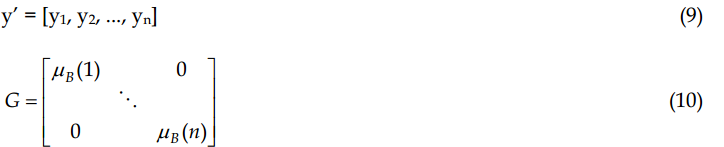 y′ = [y₁, y₂, ..., yₙ] (9)
μ_B(1) 0
G = ⋱ (10)
0 μ_B(n)